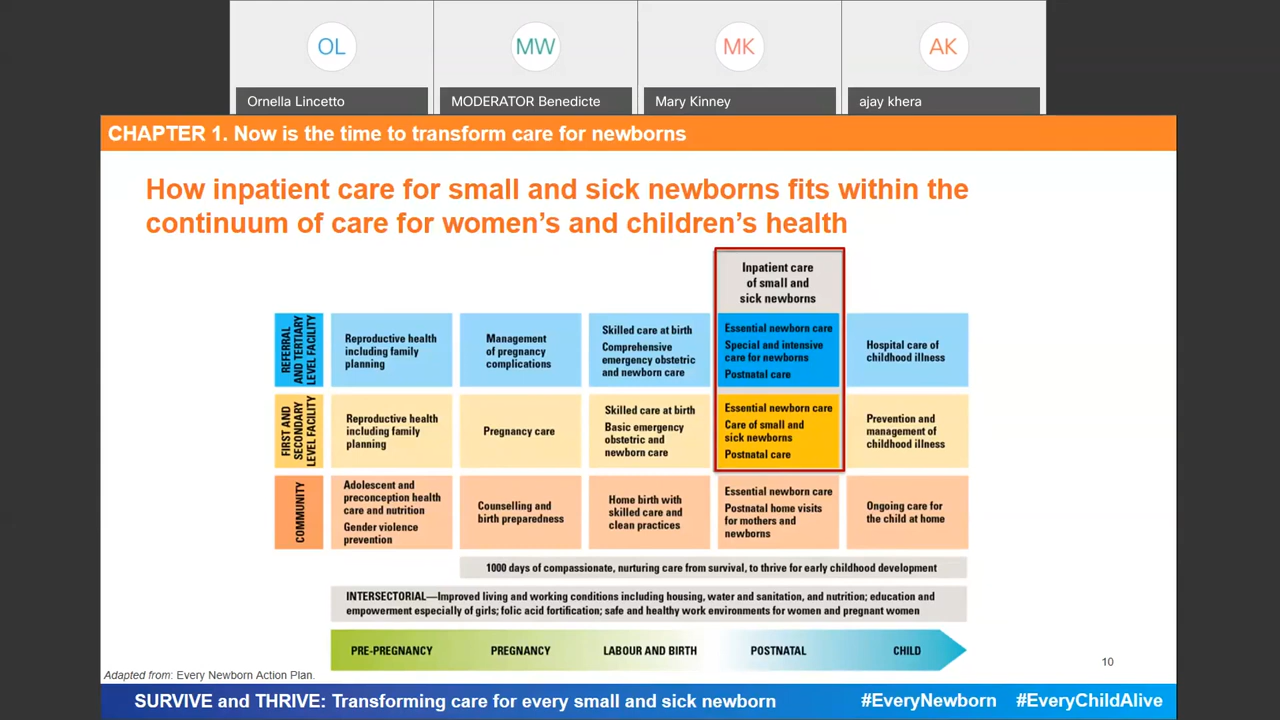 OL
MW
MK
AK
Ornella Lincetto
MODERATOR Benedicte
Mary Kinney
ajay khera
CHAPTER 1. Now is the time to transform care for newborns
How inpatient care for small and sick newborns fits within the
continuum of care for women's and children's health
Inpatient care
of small and
sick newborns
REFERRAL
AND TERTIARY
LEVEL FACILITY
Reproductive health
including family
planning
Management
of pregnancy
complications
Skilled care at birth
Comprehensive
emergency obstetric
and newborn care
Essential newborn care
Special and intensive
care for newborns
Postnatal care
Hospital care of
childhood illness
FIRST AND
SECONDARY
LEVEL FACILITY
Reproductive health
including family
planning
Pregnancy care
Skilled care at birth
Basic emergency
obstetric and
newborn care
Essential newborn care
Care of small and
sick newborns
Postnatal care
Prevention and
management of
childhood illness
COMMUNITY
Adolescent and
preconception health
care and nutrition
Gender violence
prevention
Counselling and
birth preparedness
Home birth with
skilled care and
clean practices
Essential newborn care
Postnatal home visits
for mothers and
newborns
Ongoing care for
the child at home
1000 days of compassionate, nurturing care from survival, to thrive for early childhood development
INTERSECTORIAL—Improved living and working conditions including housing, water and sanitation, and nutrition; education and
empowerment especially of girls; folic acid fortification; safe and healthy work environments for women and pregnant women
PRE-PREGNANCY
PREGNANCY
LABOUR AND BIRTH
POSTNATAL
CHILD
10
Adapted from: Every Newborn Action Plan.
SURVIVE and THRIVE: Transforming care for every small and sick newborn
#EveryNewborn
#EveryChildAlive